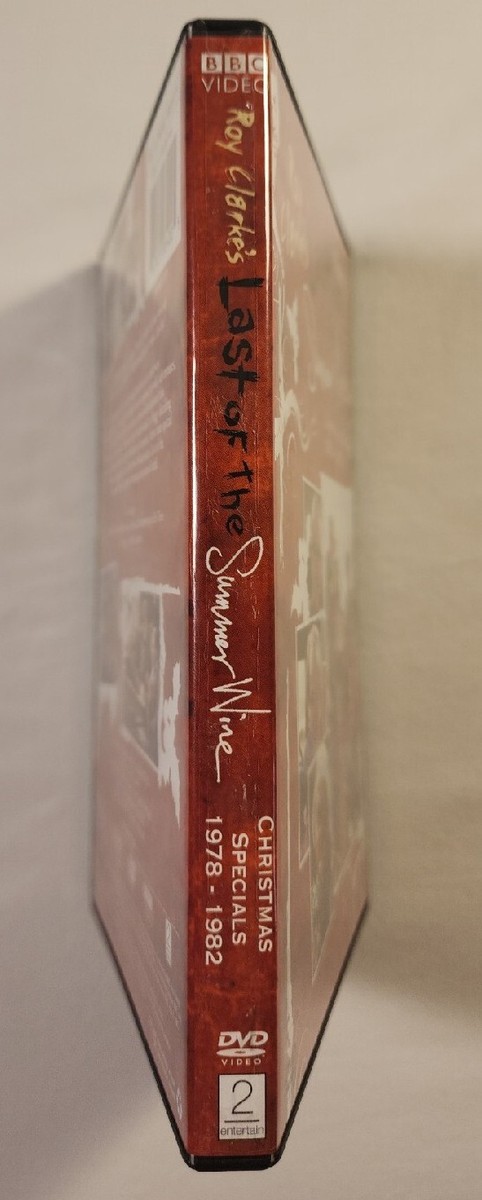 BBC
VIDEO
Roy Clarke's
Last of The
Summer Wine
CHRISTMAS
SPECIALS
1978 - 1982
DVD
VIDEO
2
entertain